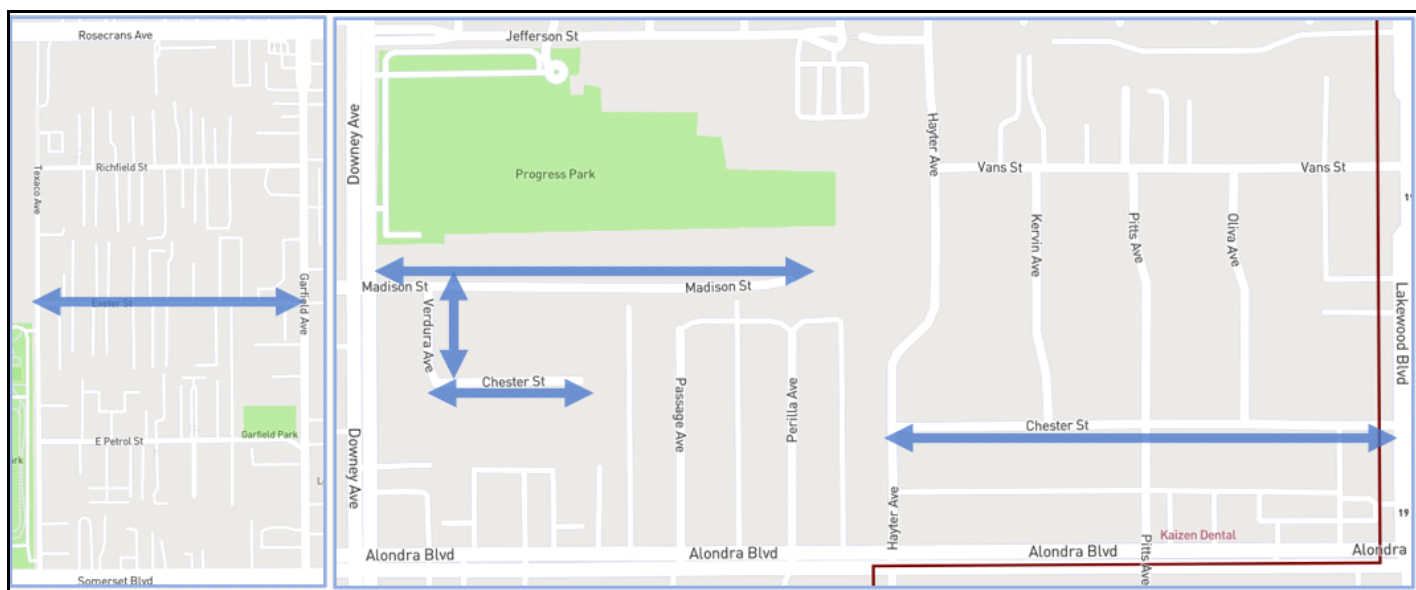 Rosecrans Ave
Texaco Ave
Richfield St
Garfield Ave
Exeter St
Garfield Park
E Petrol St
Somerset Blvd
Jefferson St
Downey Ave
Progress Park
Hayter Ave
Vans St
Vans St
Kervin Ave
Pitts Ave
Oliva Ave
Madison St
Madison St
Verdura Ave
Lakewood Blvd
Chester St
Passage Ave
Perilla Ave
Chester St
Downey Ave
Hayter Ave
19
Kaizen Dental
Alondra Blvd
Alondra Blvd
Alondra Blvd
Alondra
Pitts Ave